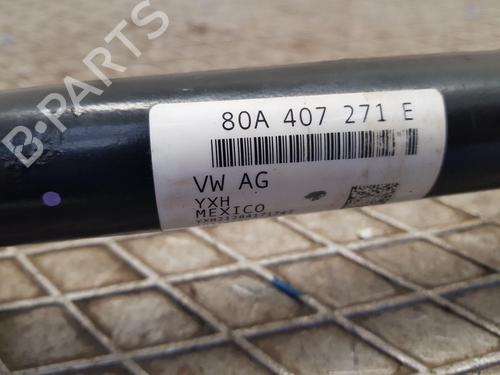 B-PARTS
80A 407 271 E
VW AG
YXH
MEXICO